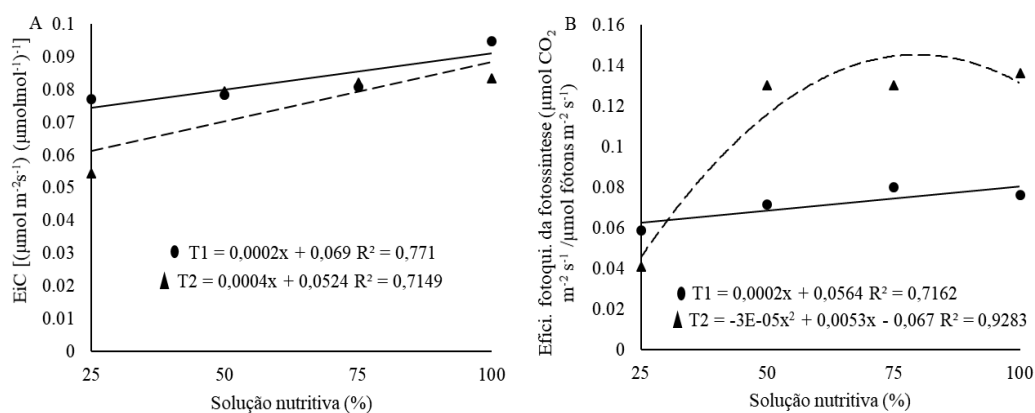 A
EiC [(µmol m-2s-1) (µmolmol-1)-1]
0.1
0.09
0.08
0.07
0.06
0.05
0.04
0.03
0.02
0.01
0
T1 = 0,0002x + 0,069 R² = 0,771
T2 = 0,0004x + 0,0524 R² = 0,7149
25 50 75 100
Solução nutritiva (%)
B
Efici. fotoqui. da fotossíntese (µmol CO2
m-2 s-1 /µmol fótons m-2 s-1)
0.16
0.14
0.12
0.1
0.08
0.06
0.04
0.02
0
T1 = 0,0002x + 0,0564 R² = 0,7162
T2 = -3E-05x² + 0,0053x - 0,067 R² = 0,9283
25 50 75 100
Solução nutritiva (%)